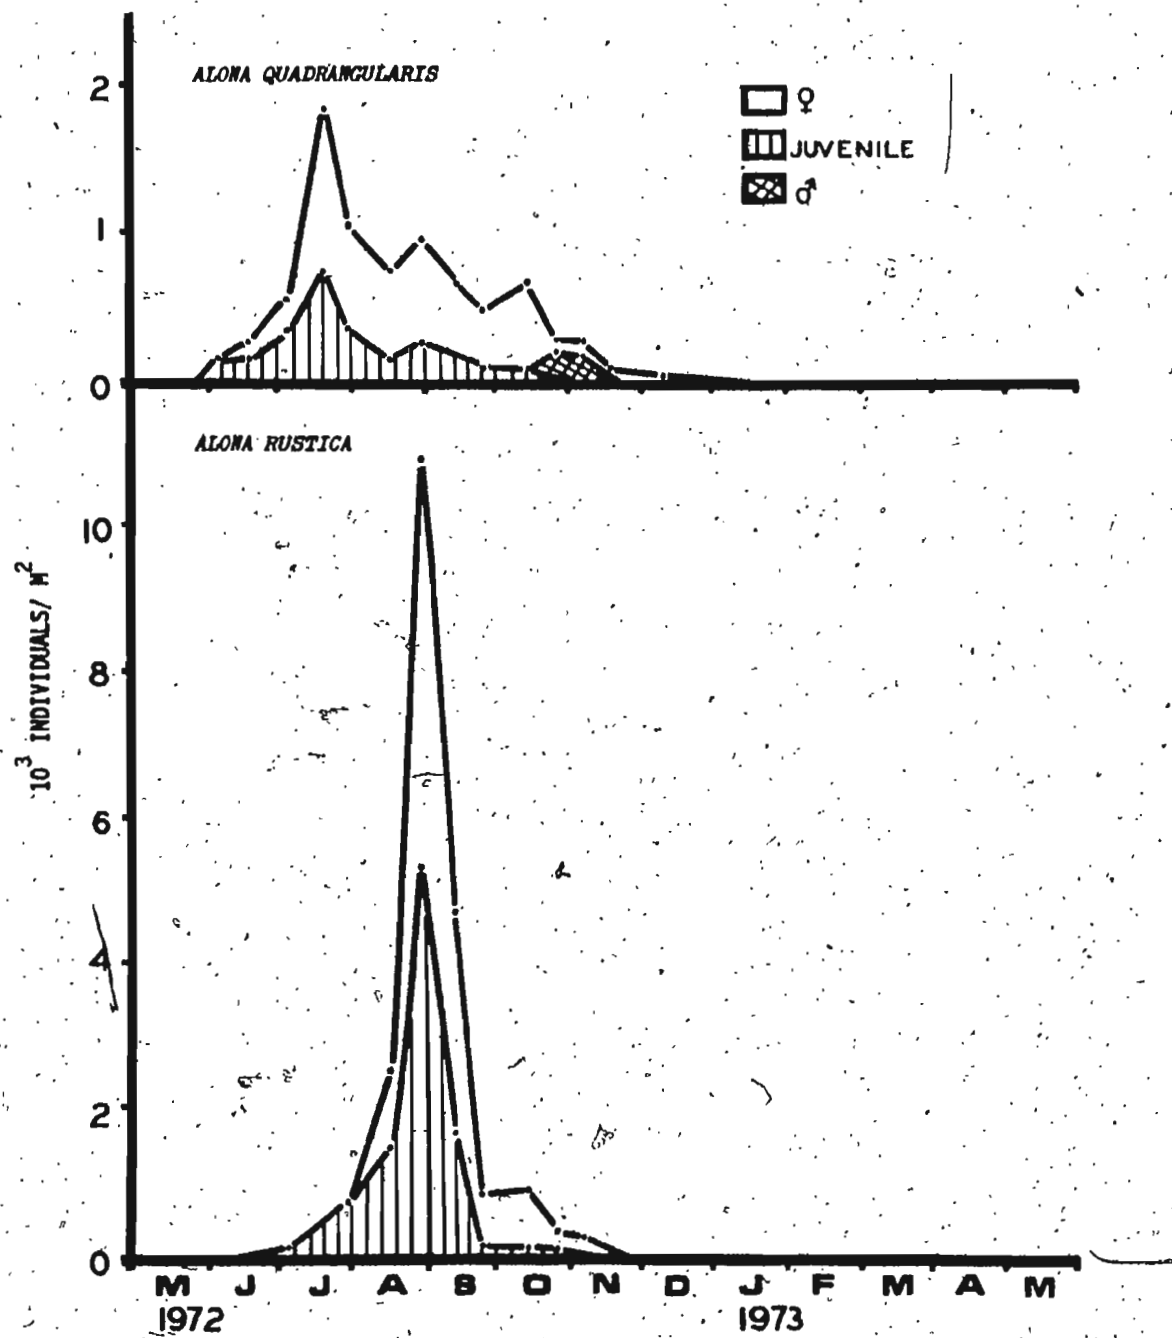 ALONA QUADRANGULARIS
♀
JUVENILE
♂
2
1
0
ALONA RUSTICA
10
8
6
4
2
0
10³ INDIVIDUALS/ M²
M J J A S O N D J F M A M
1972 1973